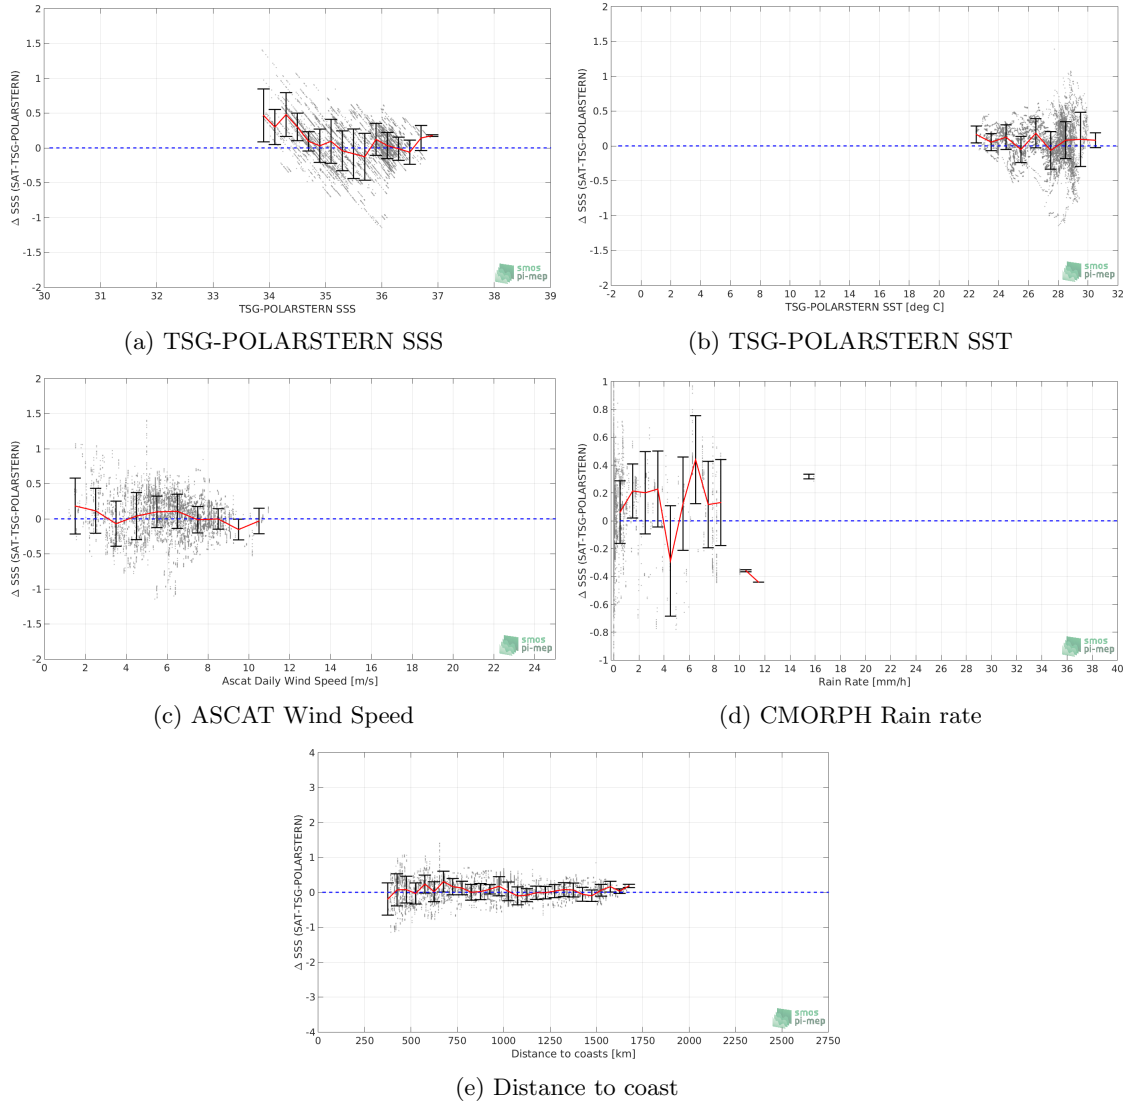 2
1.5
1
0.5
0
-0.5
-1
-1.5
-2
Δ SSS (SAT-TSG-POLARSTERN)
30 31 32 33 34 35 36 37 38 39
TSG-POLARSTERN SSS
smos
pi-mep
(a) TSG-POLARSTERN SSS
2
1.5
1
0.5
0
-0.5
-1
-1.5
-2
Δ SSS (SAT-TSG-POLARSTERN)
-2 0 2 4 6 8 10 12 14 16 18 20 22 24 26 28 30 32
TSG-POLARSTERN SST [deg C]
smos
pi-mep
(b) TSG-POLARSTERN SST
2
1.5
1
0.5
0
-0.5
-1
-1.5
-2
Δ SSS (SAT-TSG-POLARSTERN)
2 4 6 8 10 12 14 16 18 20 22 24
Ascat Daily Wind Speed [m/s]
smos
pi-mep
(c) ASCAT Wind Speed
1
0.8
0.6
0.4
0.2
0
-0.2
-0.4
-0.6
-0.8
-1
Δ SSS (SAT-TSG-POLARSTERN)
0 2 4 6 8 10 12 14 16 18 20 22 24 26 28 30 32 34 36 38 40
Rain Rate [mm/h]
smos
pi-mep
(d) CMORPH Rain rate
4
3
2
1
0
-1
-2
-3
-4
Δ SSS (SAT-TSG-POLARSTERN)
0 250 500 750 1000 1250 1500 1750 2000 2250 2500 2750
Distance to coasts [km]
smos
pi-mep
(e) Distance to coast